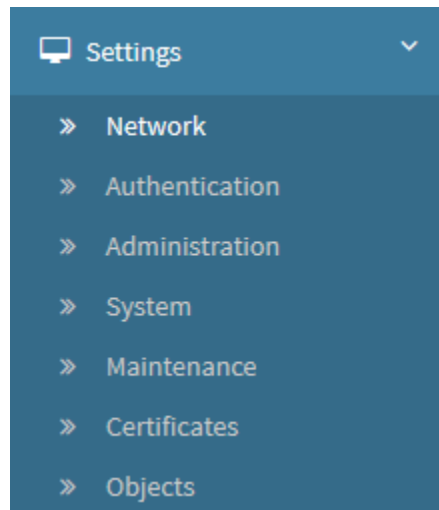 Settings
Network
Authentication
Administration
System
Maintenance
Certificates
Objects